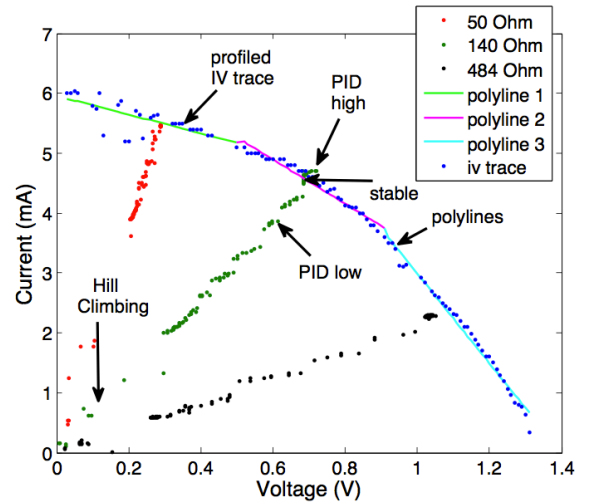 50 Ohm
140 Ohm
484 Ohm
polyline 1
polyline 2
polyline 3
iv trace
profiled
IV trace
PID
high
stable
polylines
PID low
Hill
Climbing
Current (mA)
7
6
5
4
3
2
1
0
0 0.2 0.4 0.6 0.8 1 1.2 1.4
Voltage (V)